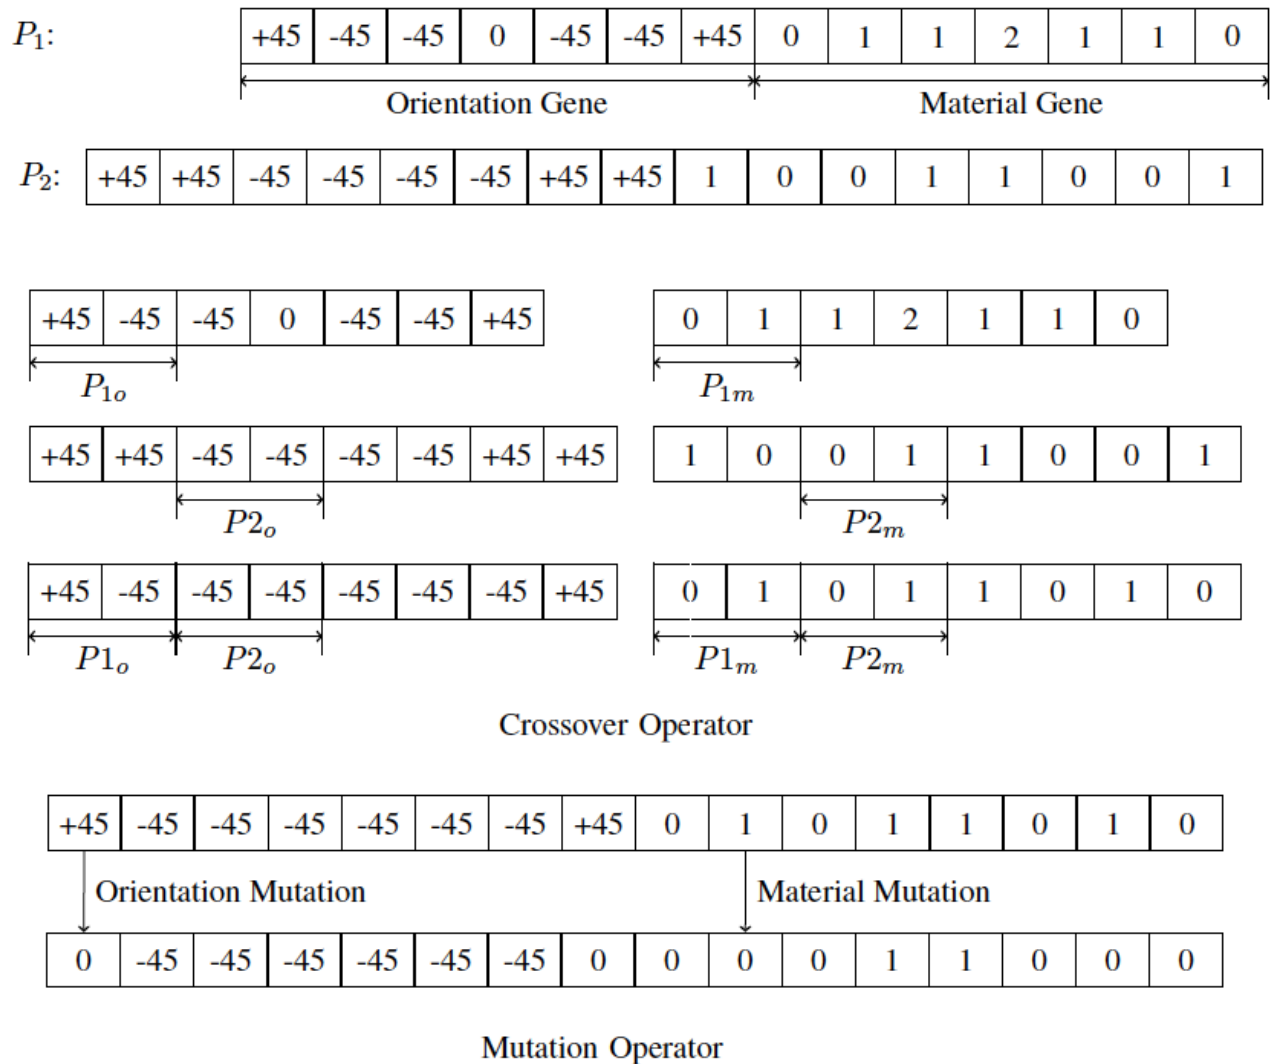 P1: +45 -45 -45 0 -45 -45 +45 0 1 1 2 1 1 0
Orientation Gene Material Gene
P2: +45 +45 -45 -45 -45 -45 +45 +45 1 0 0 1 1 0 0 1
+45 -45 -45 0 -45 -45 +45 0 1 1 2 1 1 0
P1o P1m
+45 +45 -45 -45 -45 -45 +45 +45 1 0 0 1 1 0 0 1
P2o P2m
+45 -45 -45 -45 -45 -45 -45 +45 0 1 0 1 1 0 1 0
P1o P2o P1m P2m
Crossover Operator
+45 -45 -45 -45 -45 -45 -45 +45 0 1 0 1 1 0 1 0
Orientation Mutation Material Mutation
0 -45 -45 -45 -45 -45 -45 0 0 0 0 1 1 0 0 0
Mutation Operator